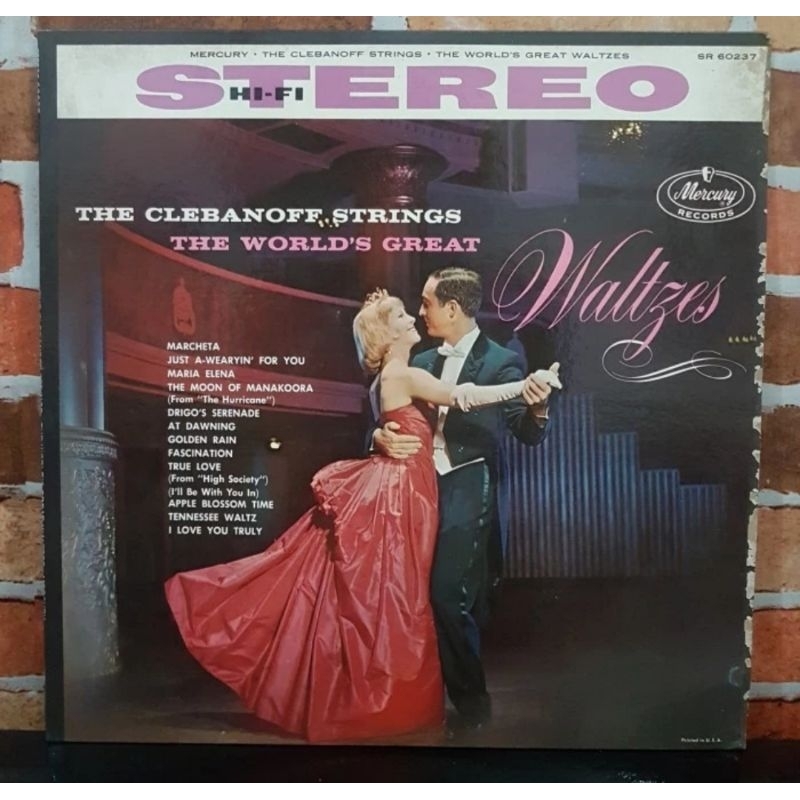 MERCURY • THE CLEBANOFF STRINGS • THE WORLD'S GREAT WALTZES SR 60237
STEREO
HI-FI
Mercury
RECORDS
THE CLEBANOFF STRINGS
THE WORLD'S GREAT
Waltzes
MARCHETA
JUST A-WEARYIN' FOR YOU
MARIA ELENA
THE MOON OF MANAKOORA
(From "The Hurricane")
DRIGO'S SERENADE
AT DAWNING
GOLDEN RAIN
FASCINATION
TRUE LOVE
(From "High Society")
(I'll Be With You In)
APPLE BLOSSOM TIME
TENNESSEE WALTZ
I LOVE YOU TRULY
Printed in U.S.A.